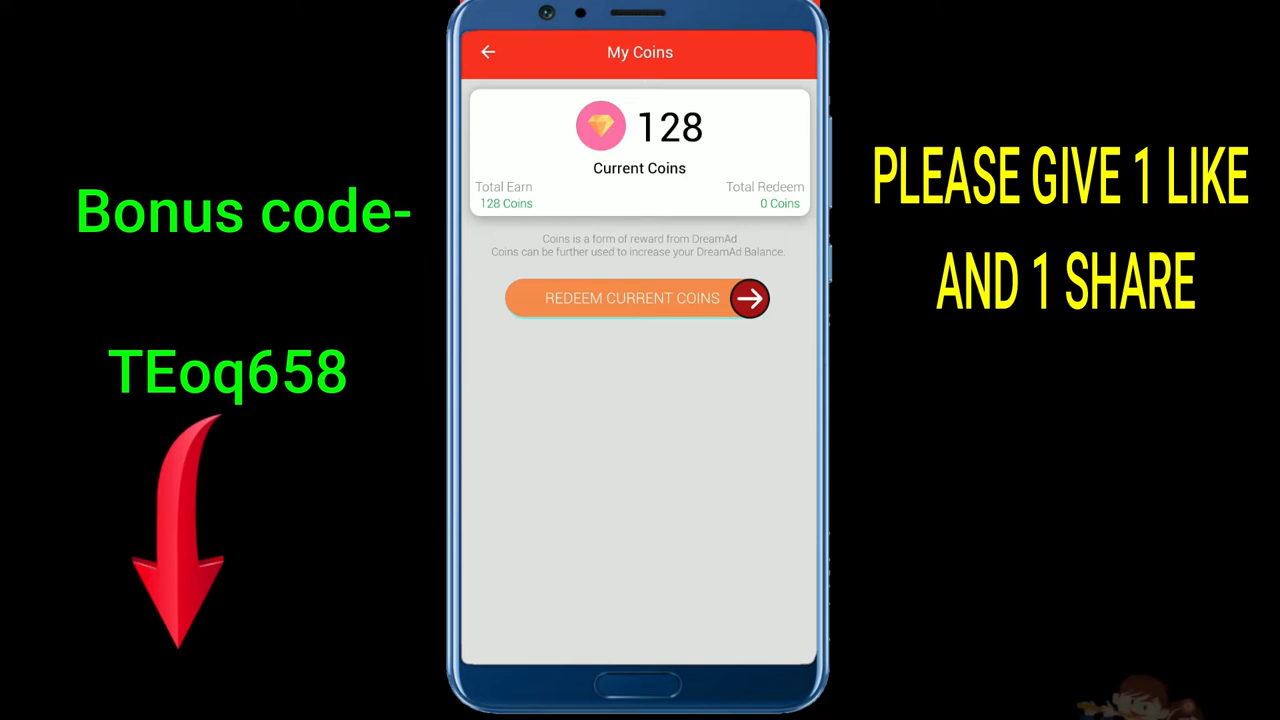 Bonus code-
TEoq658
My Coins
128
Current Coins
Total Earn
128 Coins
Total Redeem
0 Coins
Coins is a form of reward from DreamAd
Coins can be further used to increase your DreamAd Balance.
REDEEM CURRENT COINS
PLEASE GIVE 1 LIKE
AND 1 SHARE